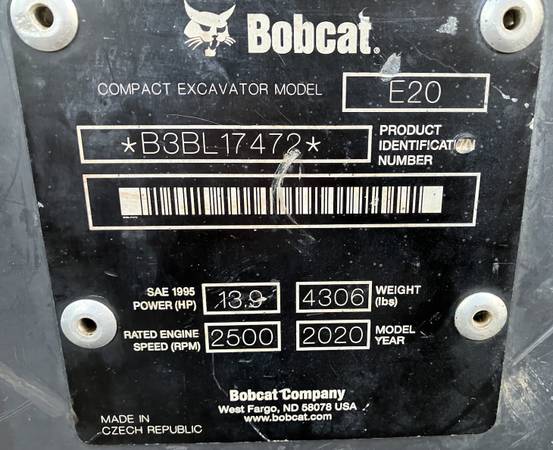 Bobcat.
COMPACT EXCAVATOR MODEL E20
*B3BL17472* PRODUCT
IDENTIFICATION
NUMBER
SAE 1995
POWER (HP) 13.9 4306 WEIGHT
(lbs)
RATED ENGINE
SPEED (RPM) 2500 2020 MODEL
YEAR
Bobcat Company
West Fargo, ND 58078 USA
www.bobcat.com
MADE IN
CZECH REPUBLIC